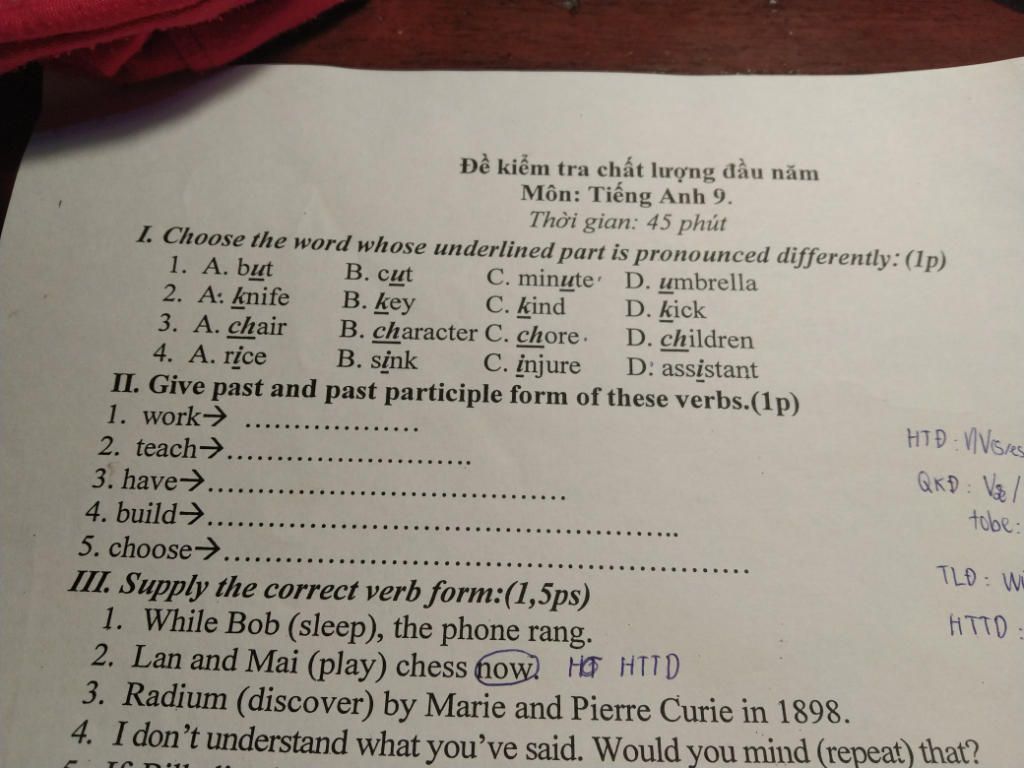 Đề kiểm tra chất lượng đầu năm
Môn: Tiếng Anh 9.
Thời gian: 45 phút
I. Choose the word whose underlined part is pronounced differently: (1p)
1. A. but B. cut C. minute D. umbrella
2. A. knife B. key C. kind D. kick
3. A. chair B. character C. chore D. children
4. A. rice B. sink C. injure D. assistant
II. Give past and past participle form of these verbs.(1p)
1. work→ ..................
2. teach→.........................
HTĐ: V(s/es
3. have→.....................................
QKĐ: V /
4. build→.................................................
tobe:
5. choose→......................................................
TLĐ: Wi
III. Supply the correct verb form:(1,5ps)
HTTD:
1. While Bob (sleep), the phone rang.
2. Lan and Mai (play) chess now. HTTD
3. Radium (discover) by Marie and Pierre Curie in 1898.
4. I don't understand what you've said. Would you mind (repeat) that?